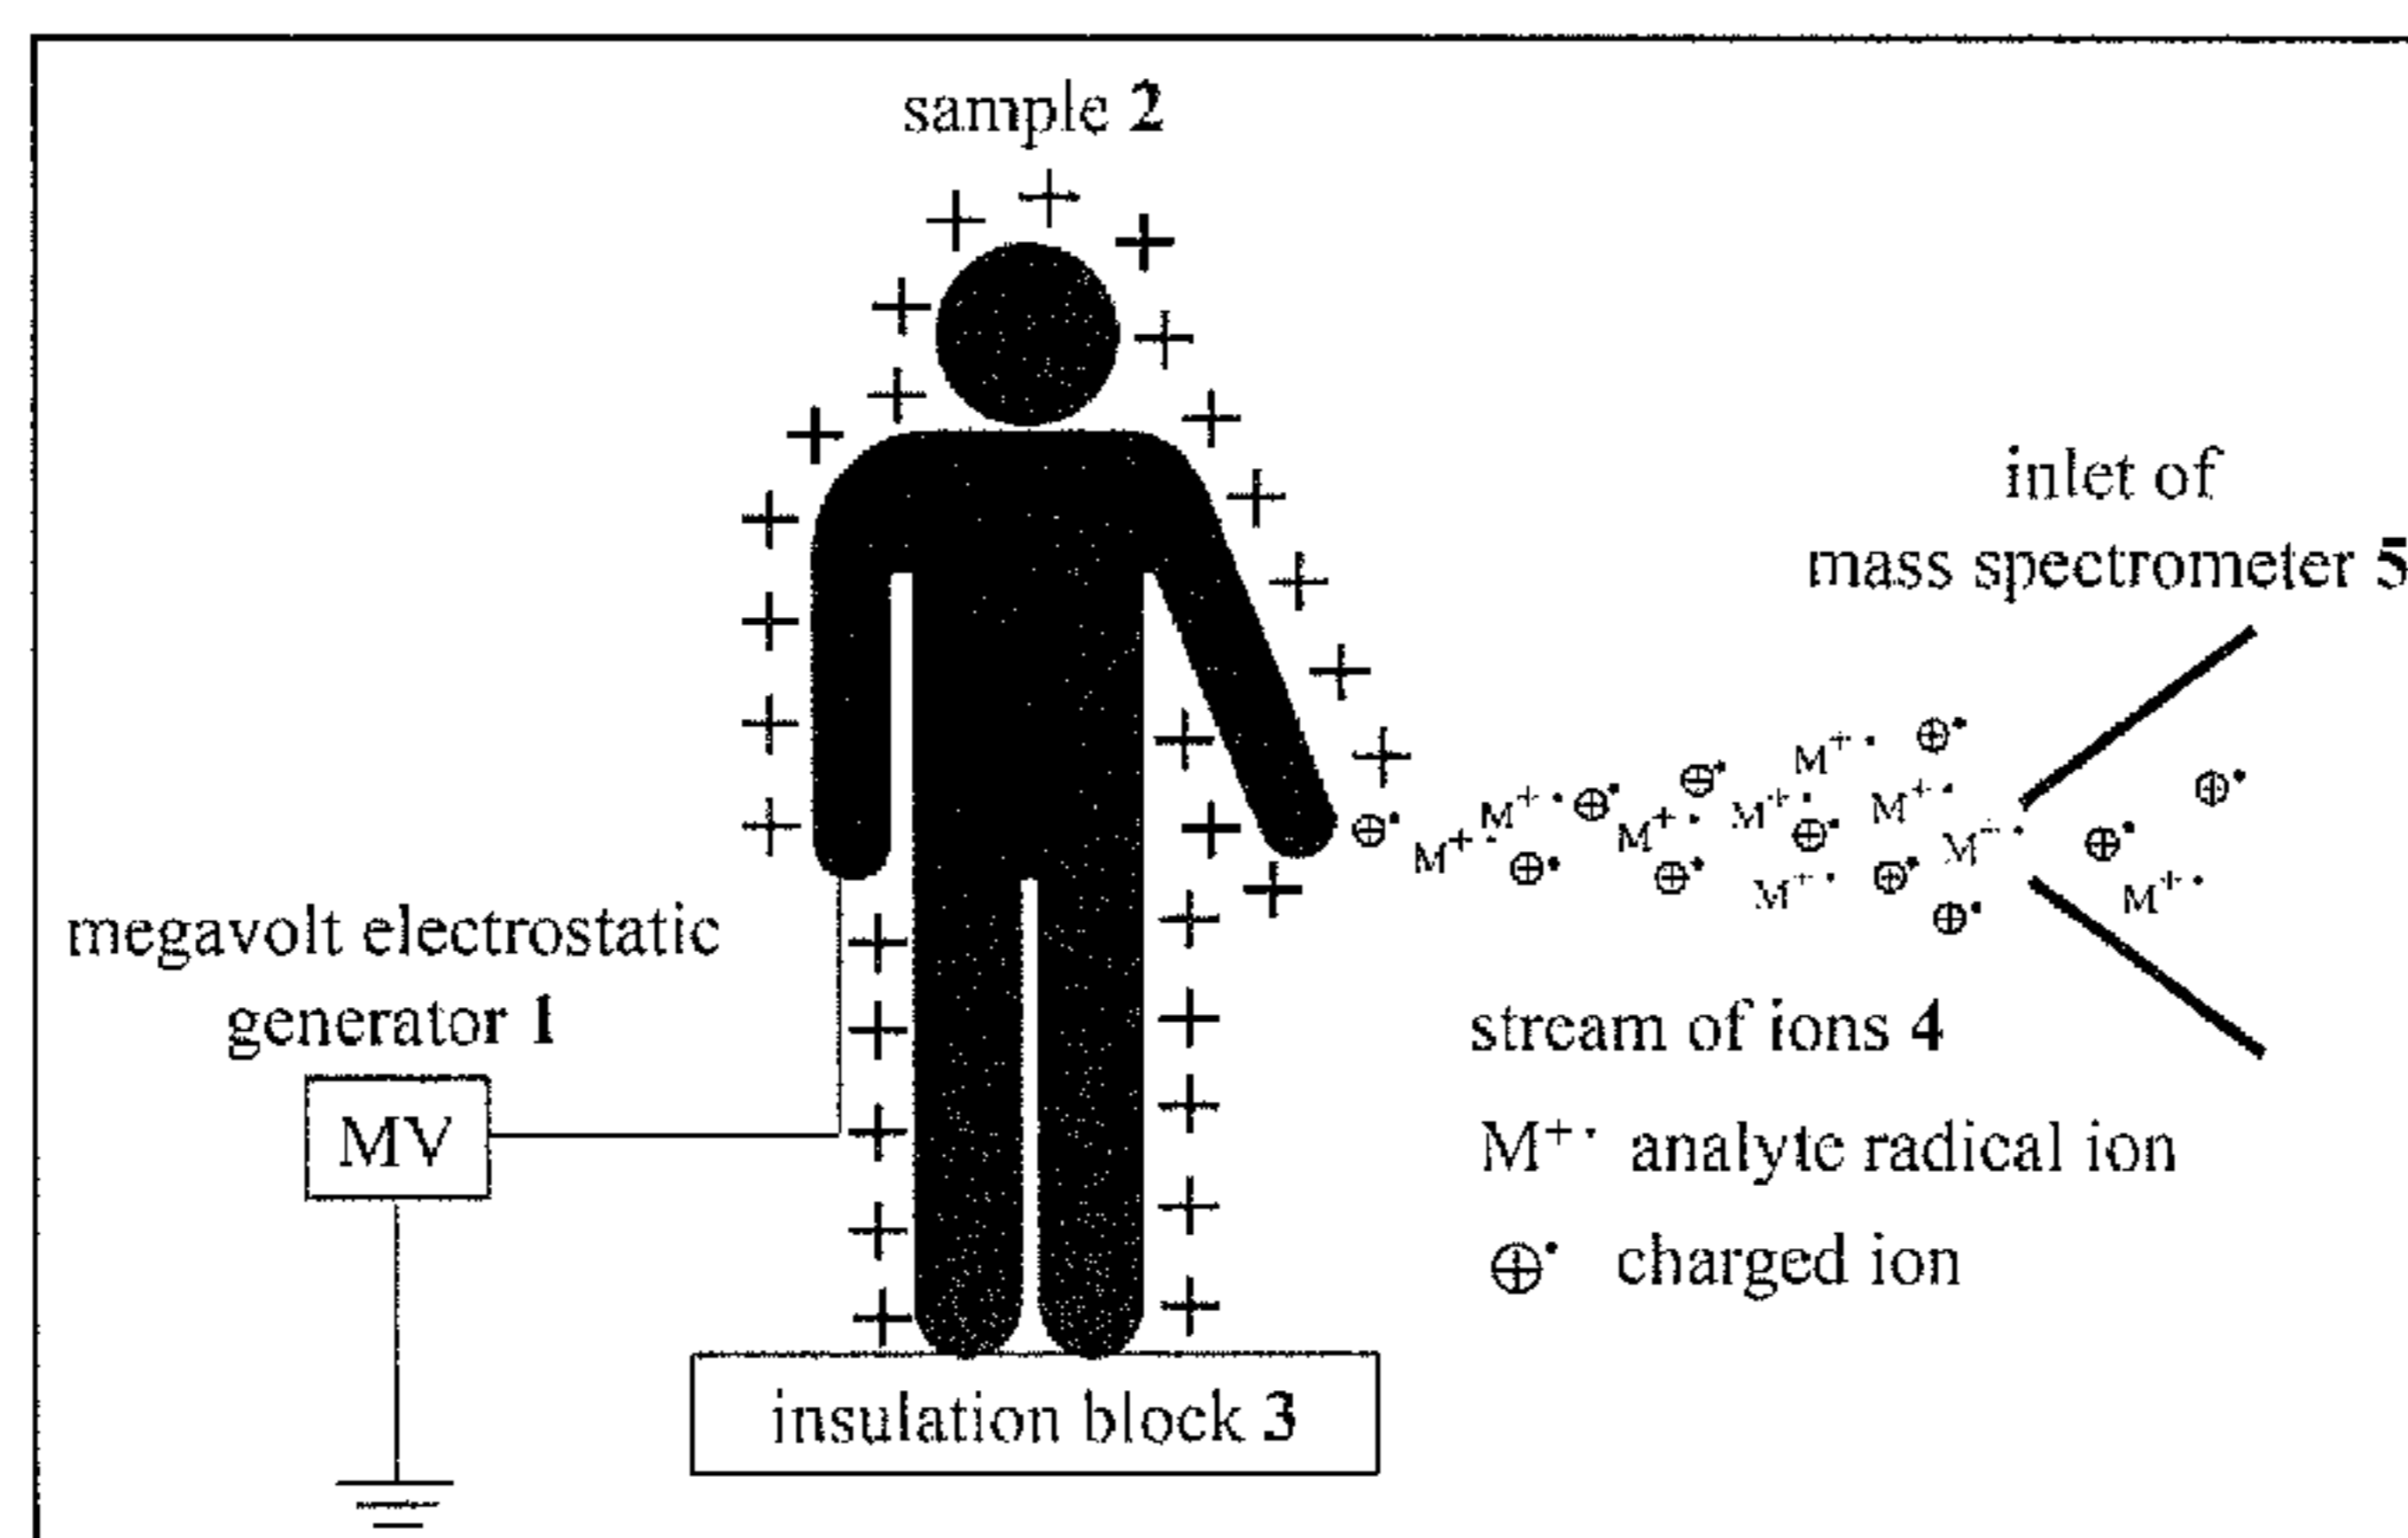 sample 2
inlet of
mass spectrometer 5
M⁺· ⊕· M⁺· ⊕· M⁺· ⊕· M⁺· ⊕· M⁺· ⊕· M⁺· ⊕· M⁺· ⊕· M⁺· ⊕· M⁺· ⊕· ⊕· ⊕·
megavolt electrostatic
generator 1
MV
stream of ions 4
M⁺· analyte radical ion
⊕· charged ion
insulation block 3